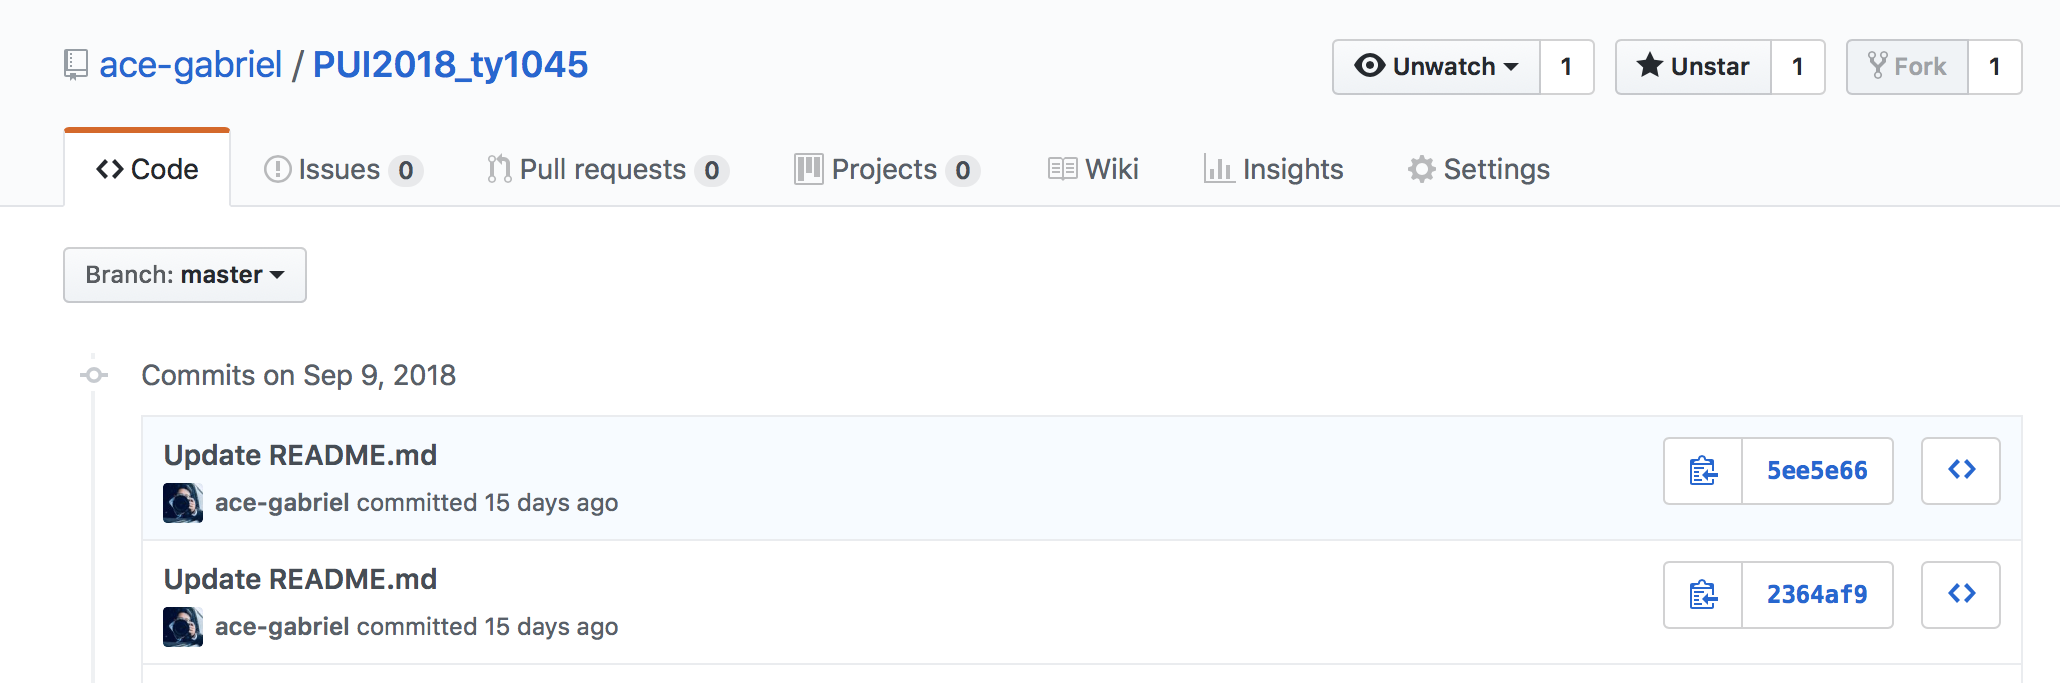 ace-gabriel / PUI2018_ty1045
Unwatch 1 Unstar 1 Fork 1
Code Issues 0 Pull requests 0 Projects 0 Wiki Insights Settings
Branch: master
Commits on Sep 9, 2018
Update README.md
5ee5e66
ace-gabriel committed 15 days ago
Update README.md
2364af9
ace-gabriel committed 15 days ago